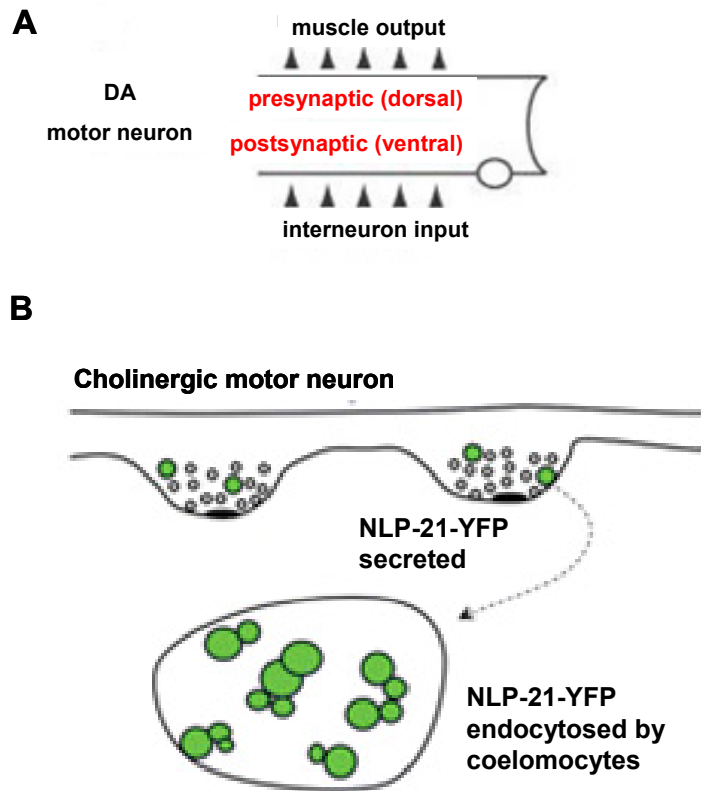 A
muscle output
DA
motor neuron
presynaptic (dorsal)
postsynaptic (ventral)
interneuron input
B
Cholinergic motor neuron
NLP-21-YFP
secreted
NLP-21-YFP
endocytosed by
coelomocytes